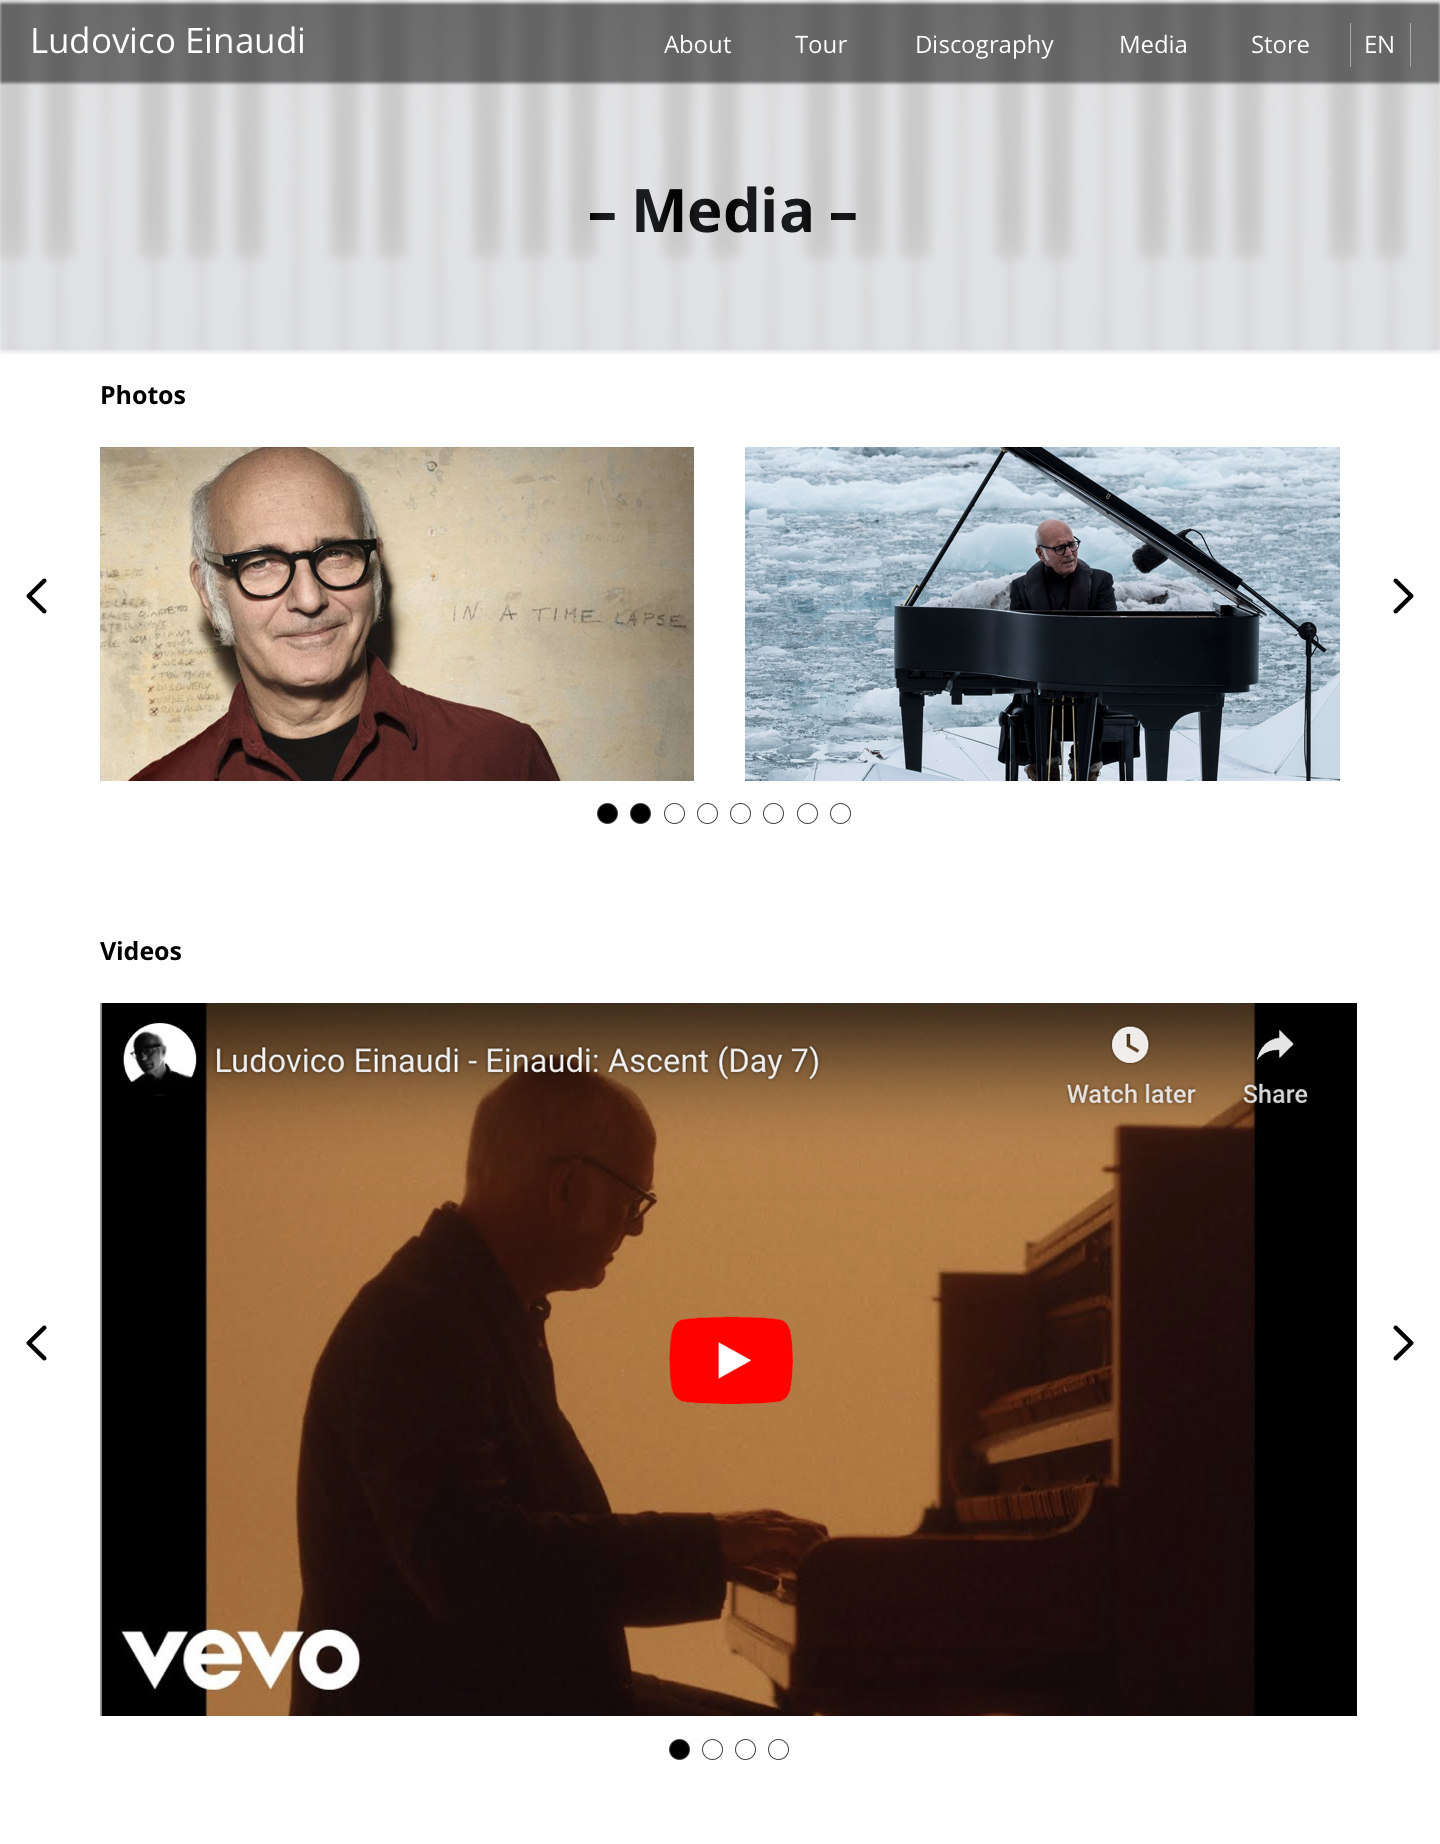 Ludovico Einaudi
About Tour Discography Media Store EN
– Media –
Photos
IN A TIME LAPSE
DISCOVERY
Videos
Ludovico Einaudi - Einaudi: Ascent (Day 7)
Watch later Share
vevo